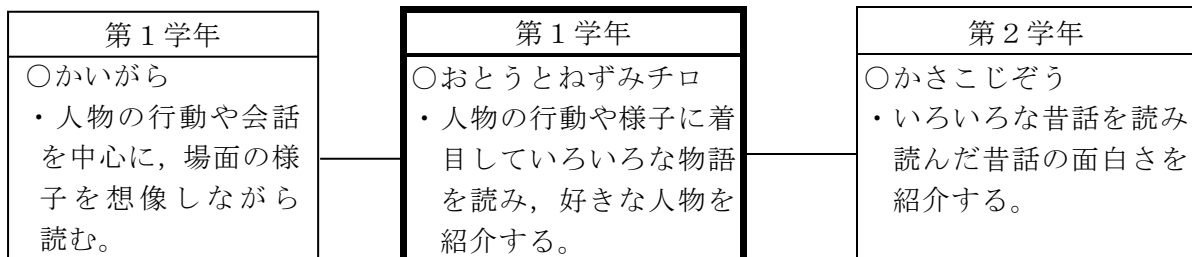 第1学年
○かいがら
・人物の行動や会話
を中心に，場面の様
子を想像しながら
読む。
第1学年
○おとうとねずみチロ
・人物の行動や様子に着
目していろいろな物語
を読み，好きな人物を
紹介する。
第2学年
○かさこじぞう
・いろいろな昔話を読み
読んだ昔話の面白さを
紹介する。